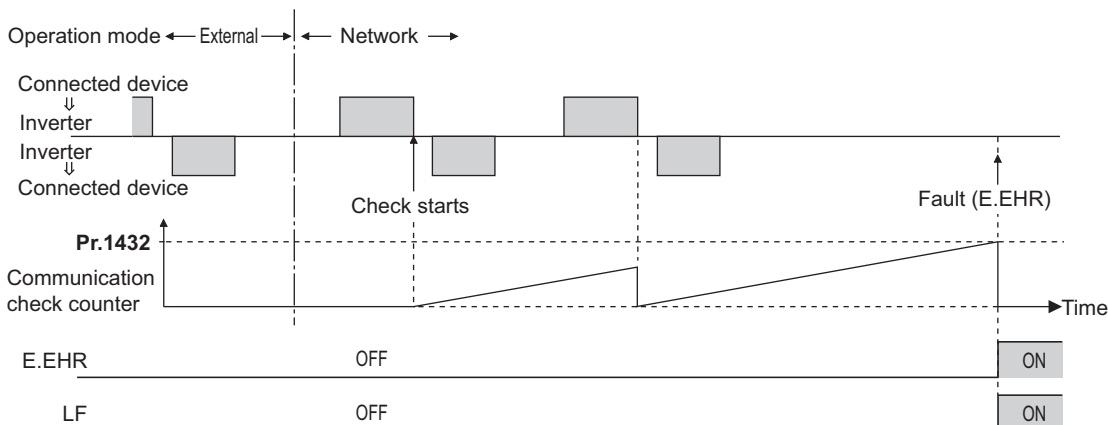 Operation mode External Network
Connected device
⇓
Inverter
Inverter
⇓
Connected device
Check starts
Fault (E.EHR)
Pr.1432
Communication
check counter
Time
E.EHR OFF ON
LF OFF ON